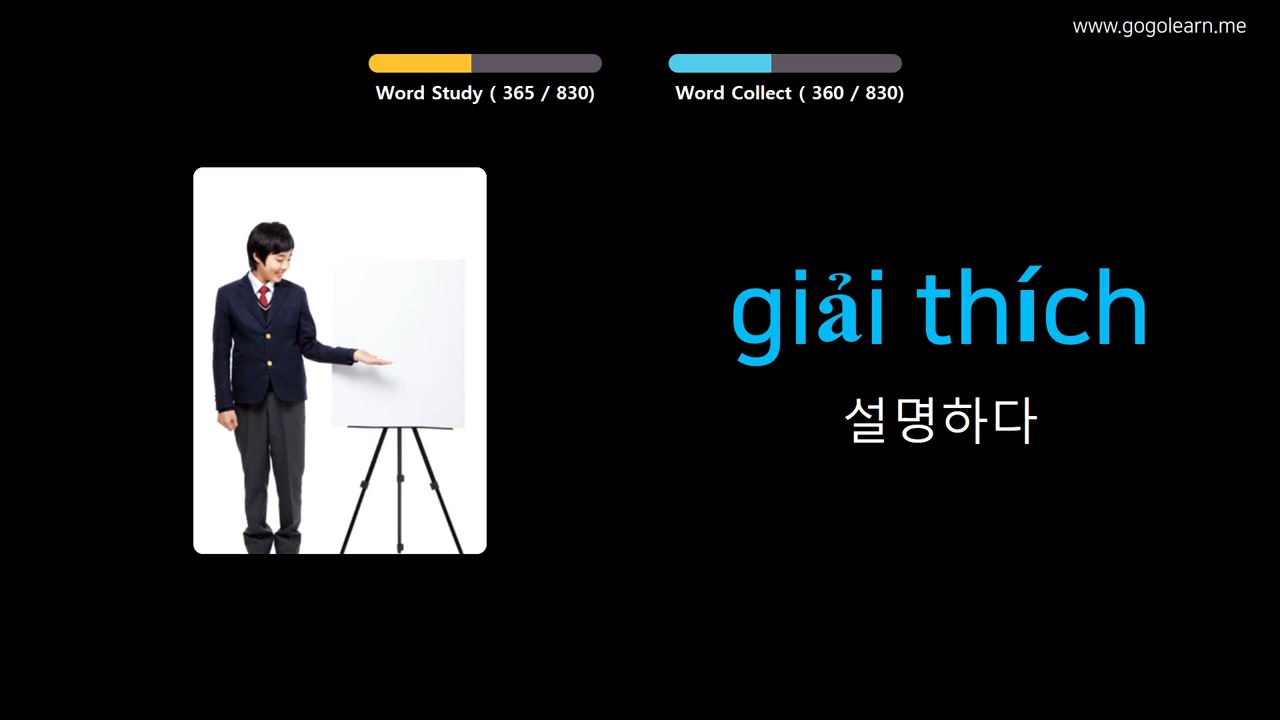 www.gogolearn.me
Word Study ( 365 / 830)
Word Collect ( 360 / 830)
giải thích
설명하다